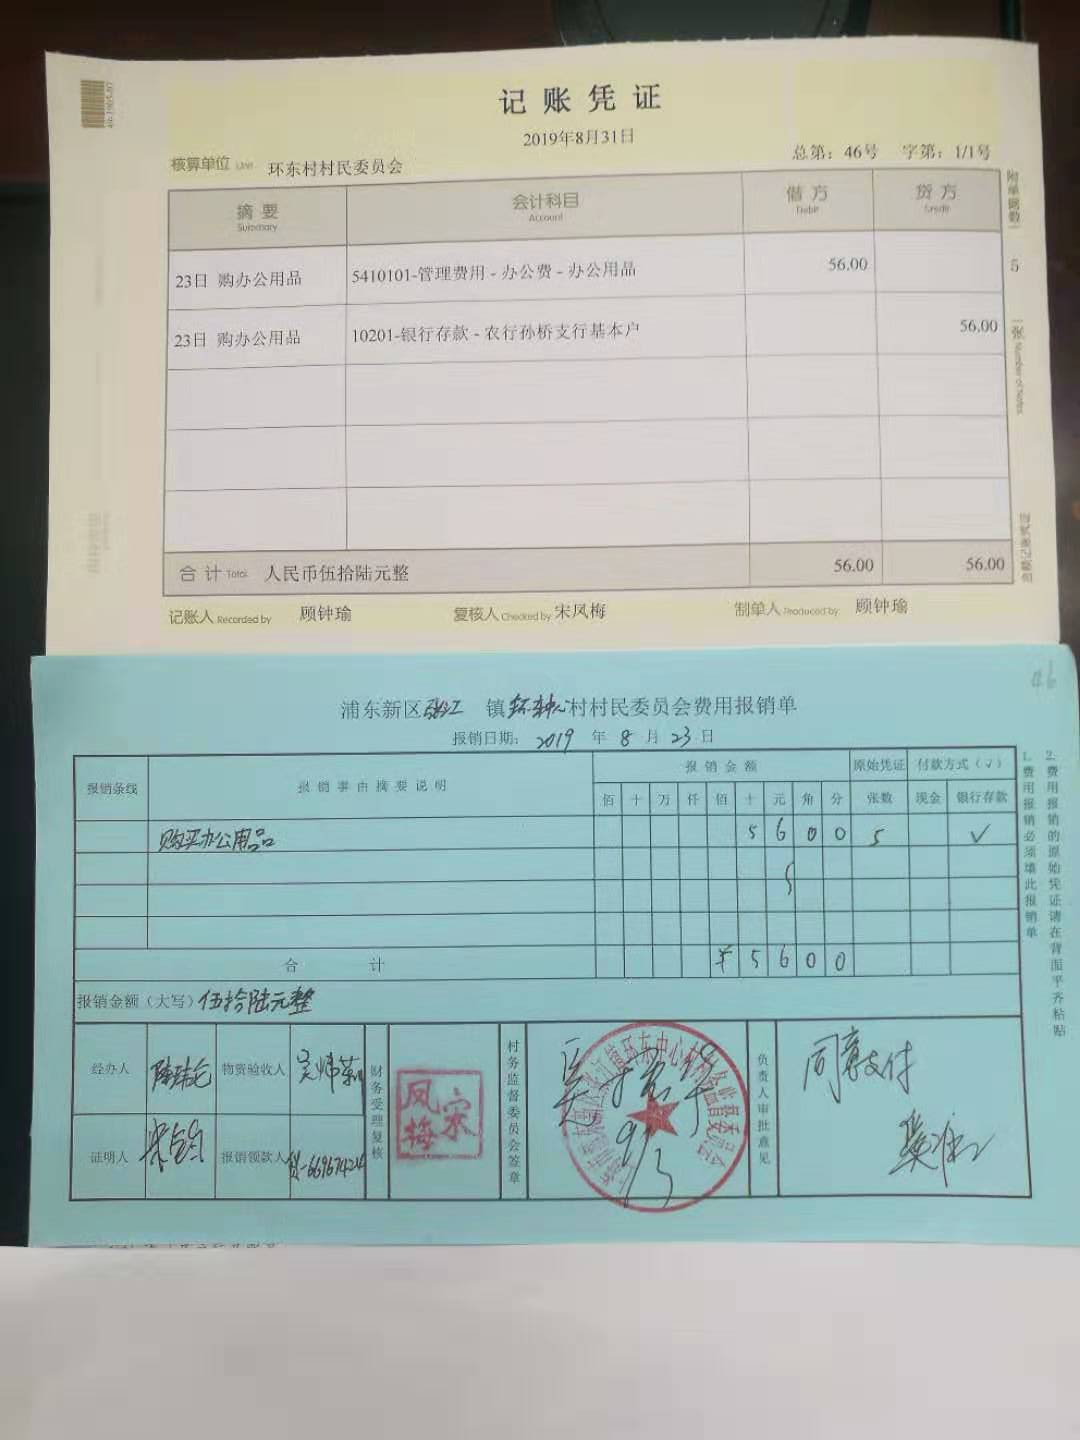 记账凭证
2019年8月31日
核算单位 Unit 环东村村民委员会 总第：46号 字第：1/1号
摘要 会计科目 借方 贷方
Summary Account Debit Credit
附单据数
23日 购办公用品 5410101-管理费用 - 办公费 - 办公用品 56.00
5
23日 购办公用品 10201-银行存款 - 农行孙桥支行基本户 56.00
张
合计 Total 人民币伍拾陆元整 56.00 56.00
记账人 Recorded by 顾钟瑜 复核人 Checked by 宋凤梅 制单人 Produced by 顾钟瑜
46
浦东新区张江镇环东中心村村民委员会费用报销单
报销日期：2019年8月23日
报销条线 报销事由摘要说明 报销金额 原始凭证 付款方式（√）
佰 十 万 仟 佰 十 元 角 分 张数 现金 银行存款
购买办公用品 5 6 0 0 5 √
合计 ¥ 5 6 0 0
报销金额（大写）伍拾陆元整
经办人 物资验收人
证明人 报销领款人
财务受理复核
宋凤梅
村务监督委员会签章
9/3
负责人审批意见
同意支付
1. 费用报销必须填此报销单
2. 费用报销的原始凭证请在背面平齐粘贴